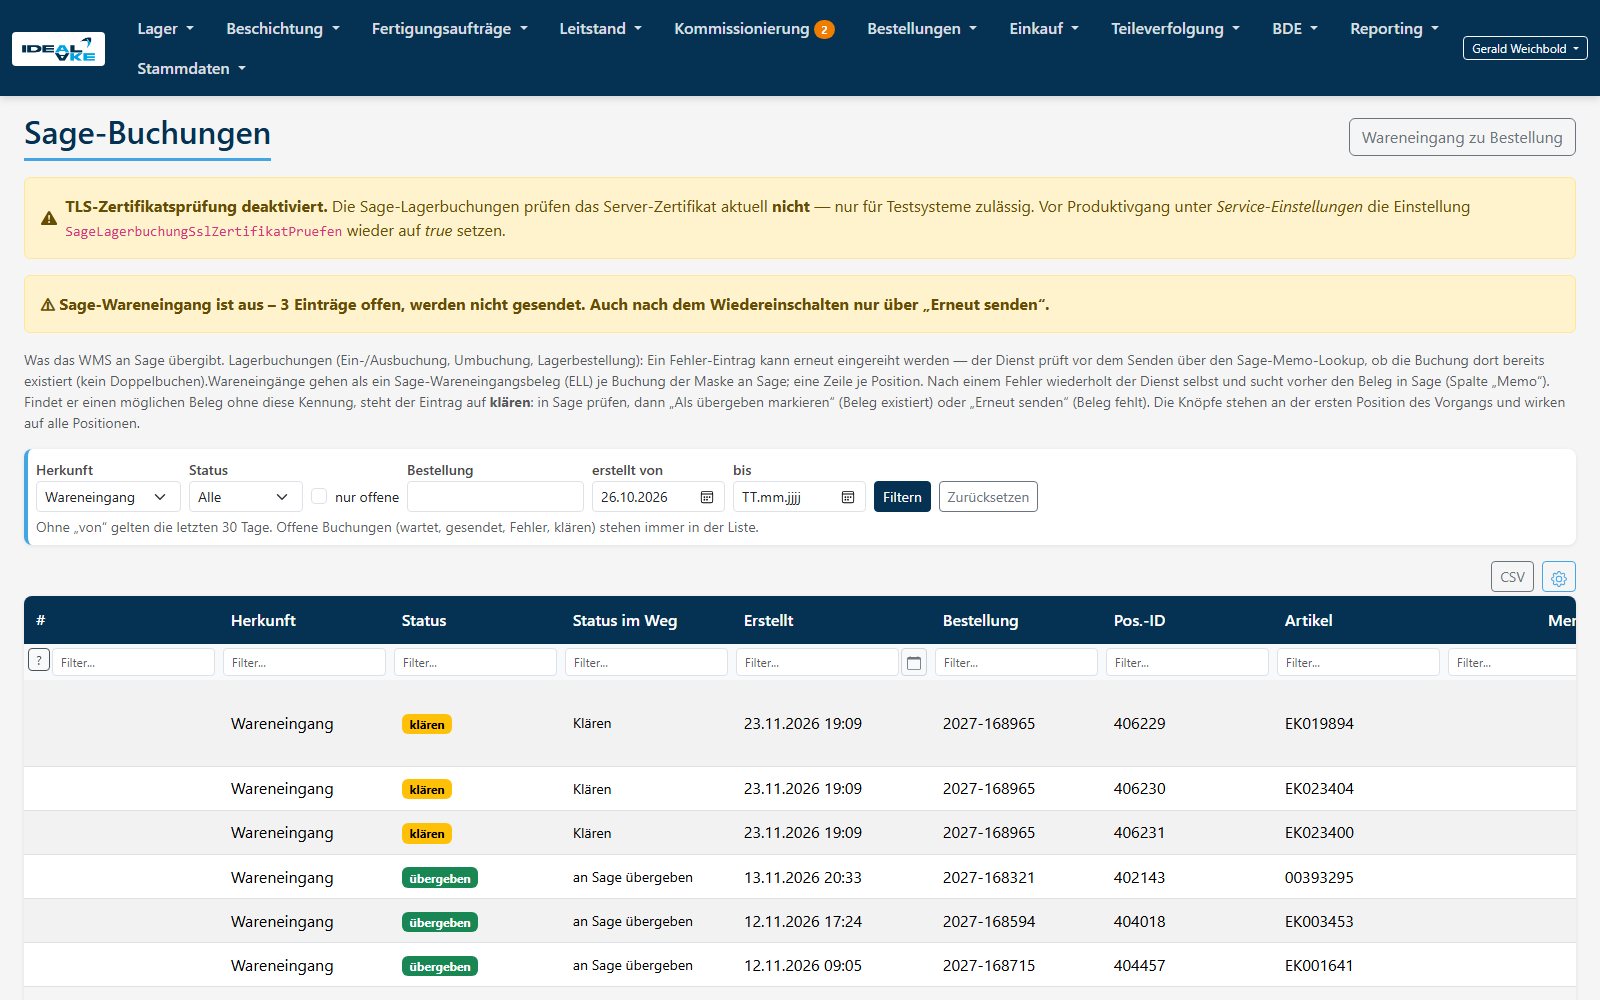 Lager
Beschichtung
Fertigungsaufträge
Leitstand
Kommissionierung 2
Bestellungen
Einkauf
Teileverfolgung
BDE
Reporting
IDEAL AKE
Gerald Weichbold
Stammdaten
Sage-Buchungen
Wareneingang zu Bestellung
TLS-Zertifikatsprüfung deaktiviert. Die Sage-Lagerbuchungen prüfen das Server-Zertifikat aktuell nicht — nur für Testsysteme zulässig. Vor Produktivgang unter Service-Einstellungen die Einstellung
SageLagerbuchungSslZertifikatPruefen wieder auf true setzen.
⚠ Sage-Wareneingang ist aus – 3 Einträge offen, werden nicht gesendet. Auch nach dem Wiedereinschalten nur über „Erneut senden“.
Was das WMS an Sage übergibt. Lagerbuchungen (Ein-/Ausbuchung, Umbuchung, Lagerbestellung): Ein Fehler-Eintrag kann erneut eingereiht werden — der Dienst prüft vor dem Senden über den Sage-Memo-Lookup, ob die Buchung dort bereits
existiert (kein Doppelbuchen).Wareneingänge gehen als ein Sage-Wareneingangsbeleg (ELL) je Buchung der Maske an Sage; eine Zeile je Position. Nach einem Fehler wiederholt der Dienst selbst und sucht vorher den Beleg in Sage (Spalte „Memo“).
Findet er einen möglichen Beleg ohne diese Kennung, steht der Eintrag auf klären: in Sage prüfen, dann „Als übergeben markieren“ (Beleg existiert) oder „Erneut senden“ (Beleg fehlt). Die Knöpfe stehen an der ersten Position des Vorgangs und wirken
auf alle Positionen.
Herkunft Status Bestellung erstellt von bis
Wareneingang Alle nur offene 26.10.2026 TT.mm.jjjj Filtern Zurücksetzen
Ohne „von“ gelten die letzten 30 Tage. Offene Buchungen (wartet, gesendet, Fehler, klären) stehen immer in der Liste.
CSV
# Herkunft Status Status im Weg Erstellt Bestellung Pos.-ID Artikel Mer
? Filter... Filter... Filter... Filter... Filter... Filter... Filter... Filter... Filter...
Wareneingang klären Klären 23.11.2026 19:09 2027-168965 406229 EK019894
Wareneingang klären Klären 23.11.2026 19:09 2027-168965 406230 EK023404
Wareneingang klären Klären 23.11.2026 19:09 2027-168965 406231 EK023400
Wareneingang übergeben an Sage übergeben 13.11.2026 20:33 2027-168321 402143 00393295
Wareneingang übergeben an Sage übergeben 12.11.2026 17:24 2027-168594 404018 EK003453
Wareneingang übergeben an Sage übergeben 12.11.2026 09:05 2027-168715 404457 EK001641